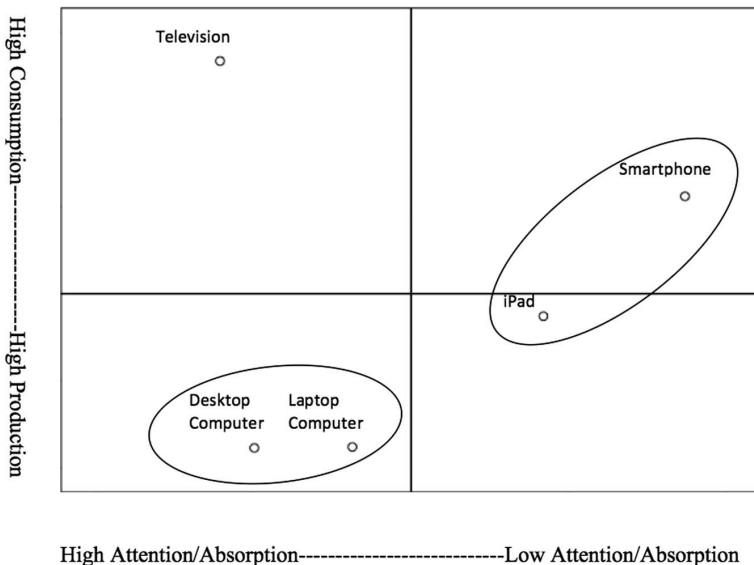 High Consumption--------------------High Production
Television
Smartphone
iPad
Desktop
Computer
Laptop
Computer
High Attention/Absorption--------------------------Low Attention/Absorption